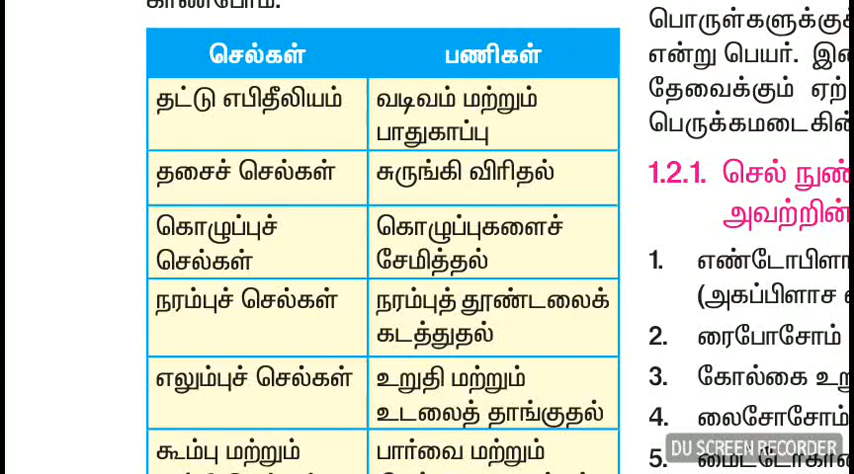 காண்போம்.
செல்கள் பணிகள்
தட்டு எபிதீலியம் வடிவம் மற்றும்
பாதுகாப்பு
தசைச் செல்கள் சுருங்கி விரிதல்
கொழுப்புச் கொழுப்புகளைச்
செல்கள் சேமித்தல்
நரம்புச் செல்கள் நரம்புத் தூண்டலைக்
கடத்துதல்
எலும்புச் செல்கள் உறுதி மற்றும்
உடலைத் தாங்குதல்
கூம்பு மற்றும் பார்வை மற்றும்
பொருள்களுக்குக்
என்று பெயர்.
தேவைக்கும் ஏற்
1.2.1. செல் நுண்
அவற்றின்
1. எண்டோபிளா
(அகப்பிளாச
2. ரைபோசோம்
3. கோல்கை உறு
4. லைசோசோம்
DU SCREEN RECORDER
5.